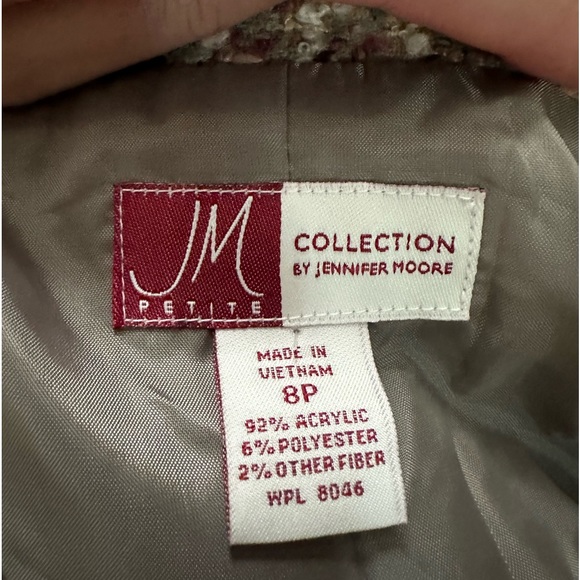 JM
PETITE
COLLECTION
BY JENNIFER MOORE
MADE IN
VIETNAM
8P
92% ACRYLIC
6% POLYESTER
2% OTHER FIBER
WPL 8046